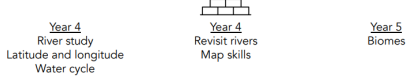 Year 4
River study
Latitude and longitude
Water cycle
Year 4
Revisit rivers
Map skills
Year 5
Biomes